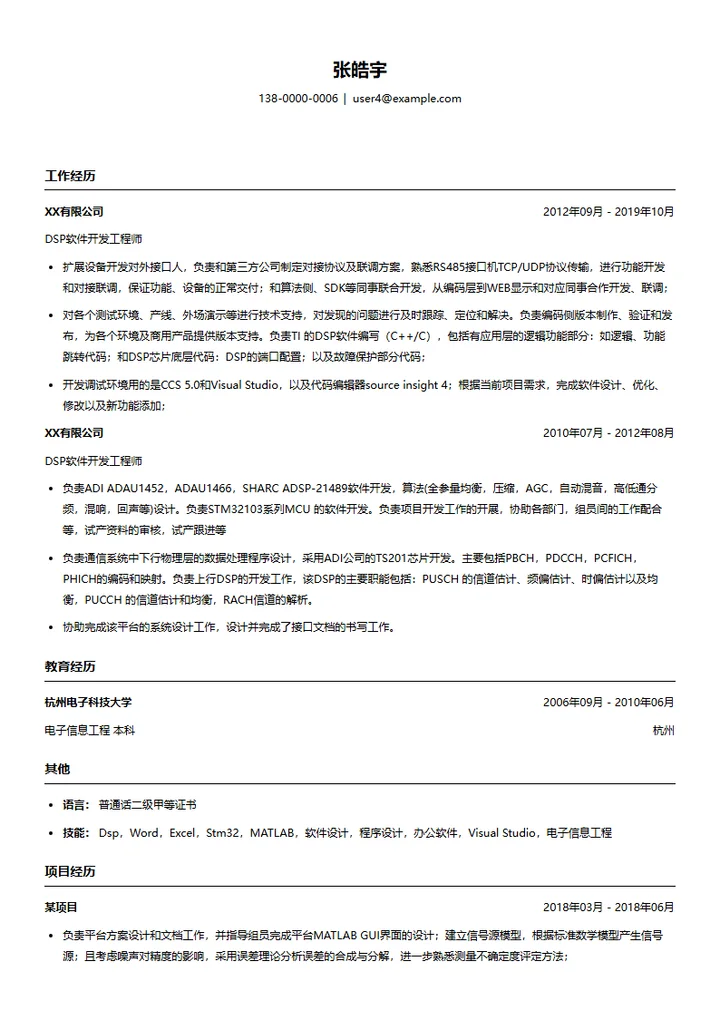 张皓宇
138-0000-0006 | user4@example.com
工作经历
XX有限公司 2012年09月 - 2019年10月
DSP软件开发工程师
• 扩展设备开发对外接口人，负责和第三方公司制定对接协议及联调方案，熟悉RS485接口机TCP/UDP协议传输，进行功能开发
和对接联调，保证功能、设备的正常交付；和算法侧、SDK等同事联合开发，从编码层到WEB显示和对应同事合作开发、联调；
• 对各个测试环境、产线、外场演示等进行技术支持，对发现的问题进行及时跟踪、定位和解决。负责编码侧版本制作、验证和发
布，为各个环境及商用产品提供版本支持。负责TI 的DSP软件编写（C++/C），包括有应用层的逻辑功能部分：如逻辑、功能
跳转代码；和DSP芯片底层代码：DSP的端口配置；以及故障保护部分代码；
• 开发调试环境用的是CCS 5.0和Visual Studio，以及代码编辑器source insight 4；根据当前项目需求，完成软件设计、优化、
修改以及新功能添加；
XX有限公司 2010年07月 - 2012年08月
DSP软件开发工程师
• 负责ADI ADAU1452，ADAU1466，SHARC ADSP-21489软件开发，算法(全参量均衡，压缩，AGC，自动混音，高低通分
频，混响，回声等)设计。负责STM32103系列MCU 的软件开发。负责项目开发工作的开展，协助各部门，组员间的工作配合
等，试产资料的审核，试产跟进等
• 负责通信系统中下行物理层的数据处理程序设计，采用ADI公司的TS201芯片开发。主要包括PBCH，PDCCH，PCFICH，
PHICH的编码和映射。负责上行DSP的开发工作，该DSP的主要职能包括：PUSCH 的信道估计、频偏估计、时偏估计以及均
衡，PUCCH 的信道估计和均衡，RACH信道的解析。
• 协助完成该平台的系统设计工作，设计并完成了接口文档的书写工作。
教育经历
杭州电子科技大学 2006年09月 - 2010年06月
电子信息工程 本科 杭州
其他
• 语言： 普通话二级甲等证书
• 技能： Dsp，Word，Excel，Stm32，MATLAB，软件设计，程序设计，办公软件，Visual Studio，电子信息工程
项目经历
某项目 2018年03月 - 2018年06月
• 负责平台方案设计和文档工作，并指导组员完成平台MATLAB GUI界面的设计；建立信号源模型，根据标准数学模型产生信号
源；且考虑噪声对精度的影响，采用误差理论分析误差的合成与分解，进一步熟悉测量不确定度评定方法；